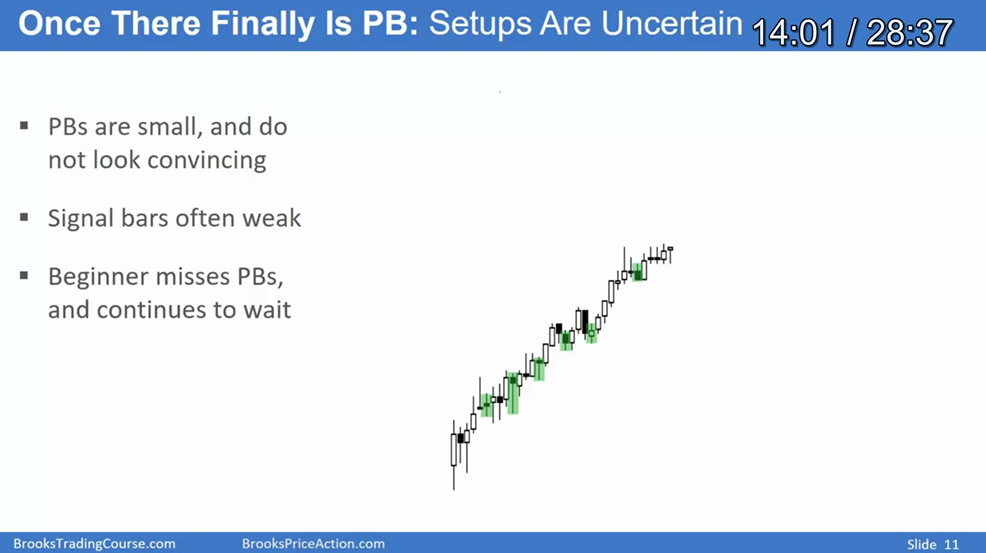 Once There Finally Is PB: Setups Are Uncertain
14:01 / 28:37
▪ PBs are small, and do
not look convincing
▪ Signal bars often weak
▪ Beginner misses PBs,
and continues to wait
BrooksTradingCourse.com
BrooksPriceAction.com
Slide 11